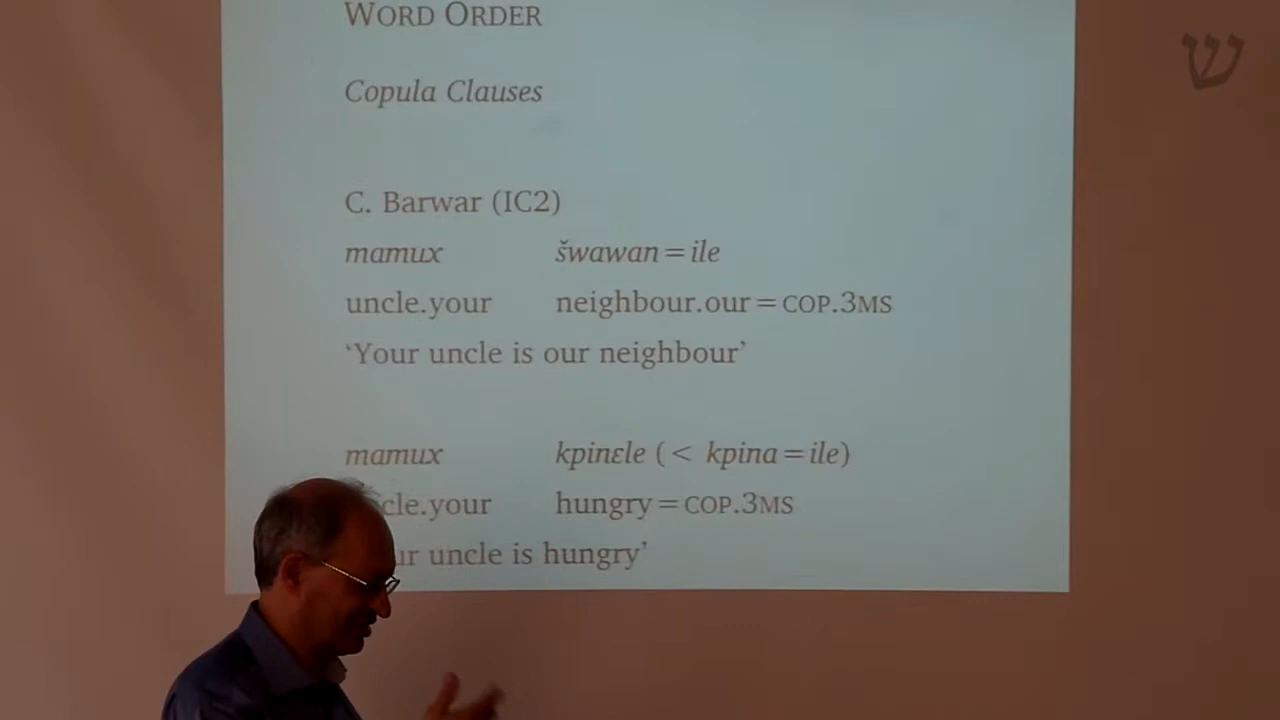 WORD ORDER
Copula Clauses
C. Barwar (IC2)
mamux šwawan=ile
uncle.your neighbour.our=COP.3MS
‘Your uncle is our neighbour’
mamux kpinɛle (< kpina=ile)
cle.your hungry=COP.3MS
ur uncle is hungry’
ש